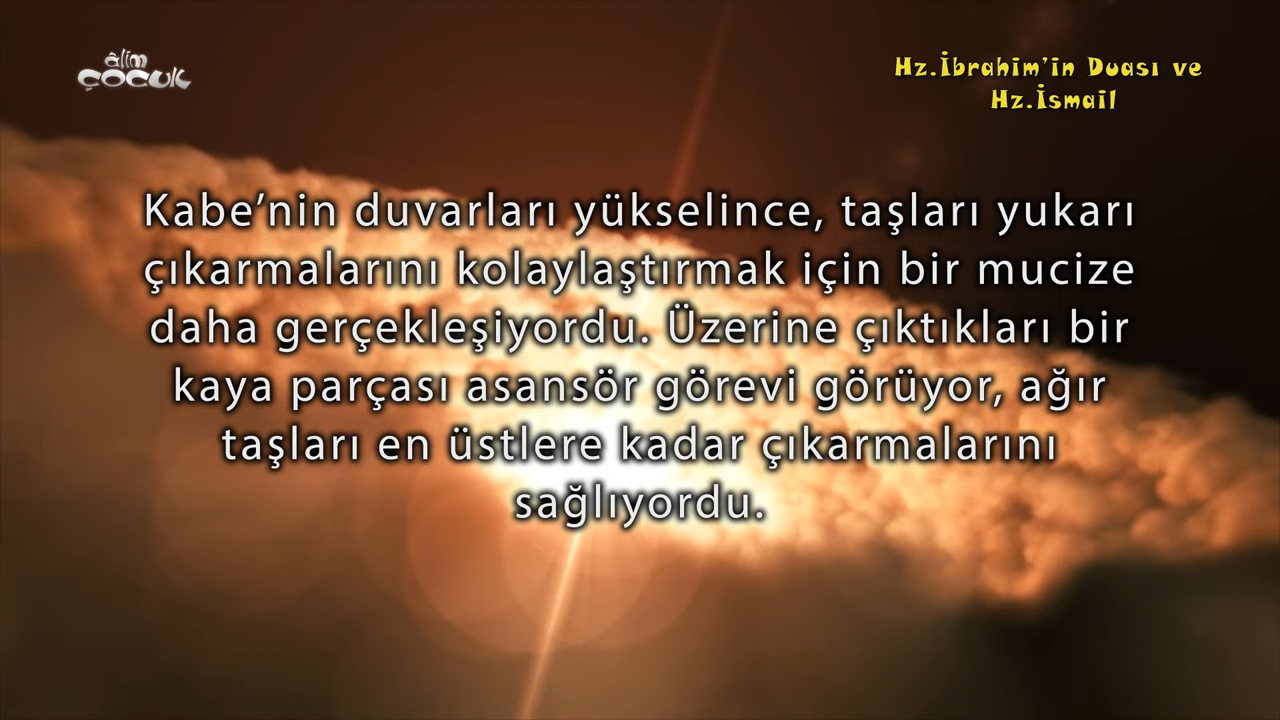 âlim
ÇOCUK
Hz.İbrahim'in Duası ve
Hz.İsmail
Kabe'nin duvarları yükselince, taşları yukarı
çıkarmalarını kolaylaştırmak için bir mucize
daha gerçekleşiyordu. Üzerine çıktıkları bir
kaya parçası asansör görevi görüyor, ağır
taşları en üstlere kadar çıkarmalarını
sağlıyordu.